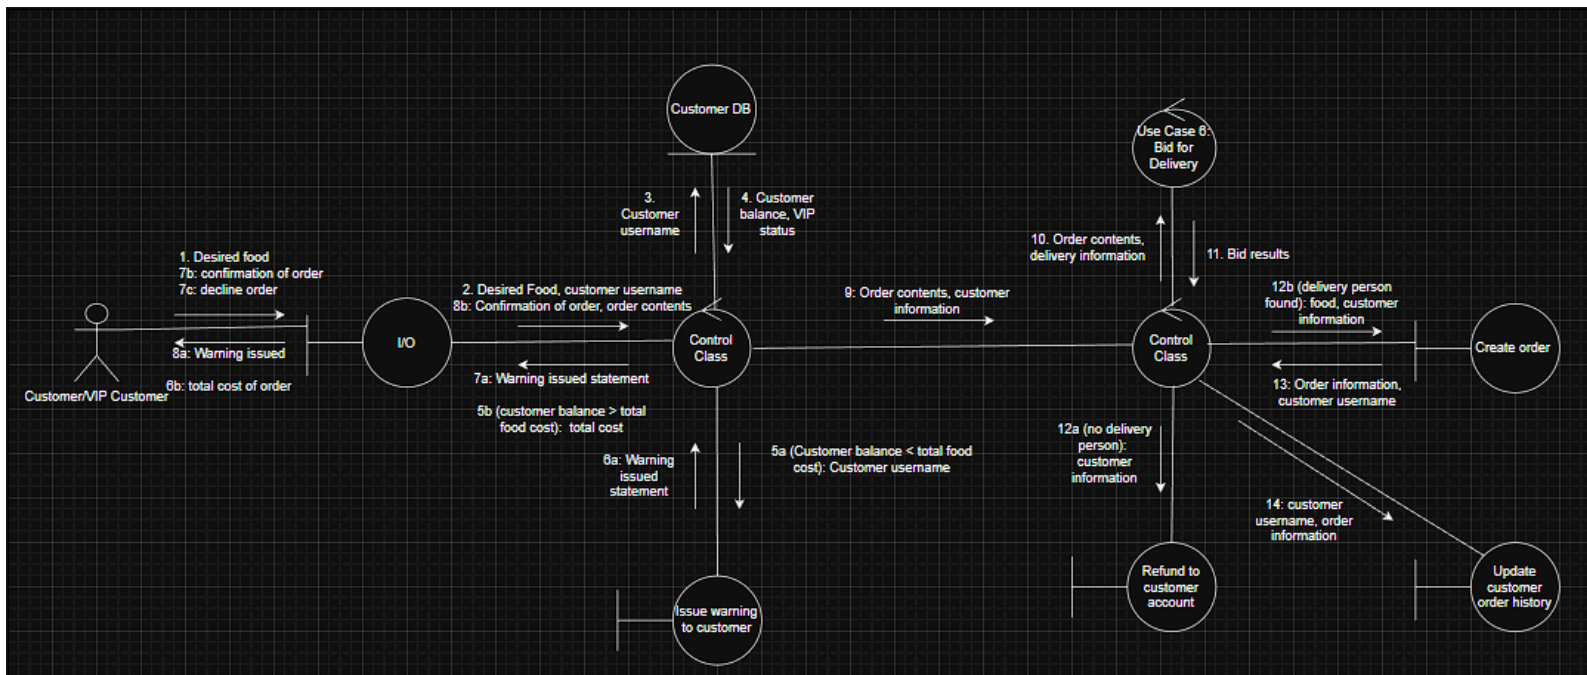 Customer DB
Use Case 6:
Bid for
Delivery
3.
Customer
username
4. Customer
balance, VIP
status
10. Order contents,
delivery information
11. Bid results
1. Desired food
7b: confirmation of order
7c: decline order
2. Desired Food, customer username
8b: Confirmation of order, order contents
9: Order contents, customer
information
12b (delivery person
found): food, customer
information
I/O
Control
Class
Control
Class
Create order
8a: Warning issued
6b: total cost of order
Customer/VIP Customer
7a: Warning issued statement
5b (customer balance > total
food cost): total cost
13: Order information,
customer username
6a: Warning
issued
statement
5a (Customer balance < total food
cost): Customer username
12a (no delivery
person):
customer
information
14: customer
username, order
information
Issue warning
to customer
Refund to
customer
account
Update
customer
order history